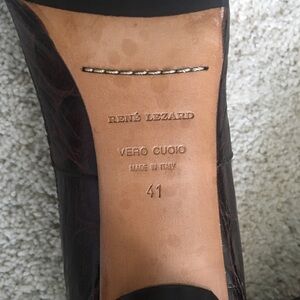 RENÉ LEZARD
VERO CUOIO
MADE IN ITALY
41